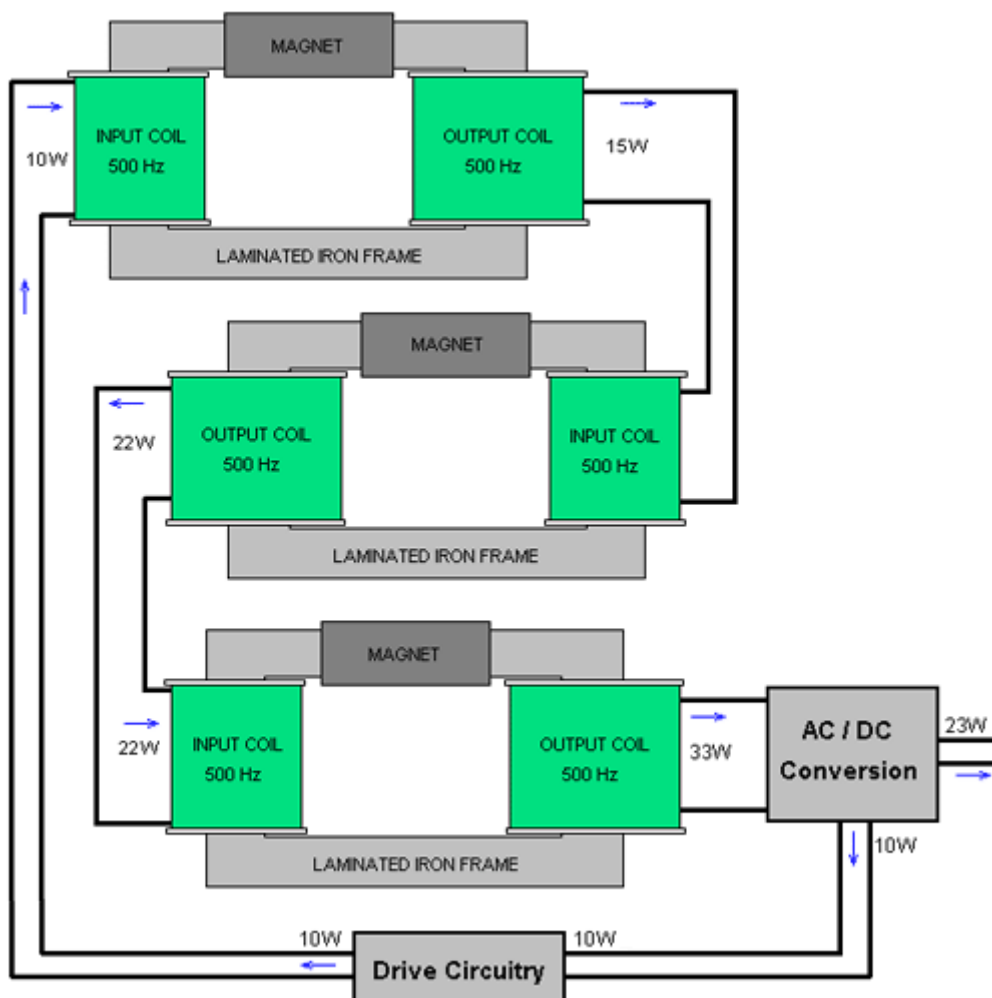 MAGNET
INPUT COIL
500 Hz
OUTPUT COIL
500 Hz
10W
15W
LAMINATED IRON FRAME
MAGNET
OUTPUT COIL
500 Hz
INPUT COIL
500 Hz
22W
LAMINATED IRON FRAME
MAGNET
INPUT COIL
500 Hz
OUTPUT COIL
500 Hz
22W
33W
AC / DC
Conversion
23W
LAMINATED IRON FRAME
10W
10W
10W
Drive Circuitry